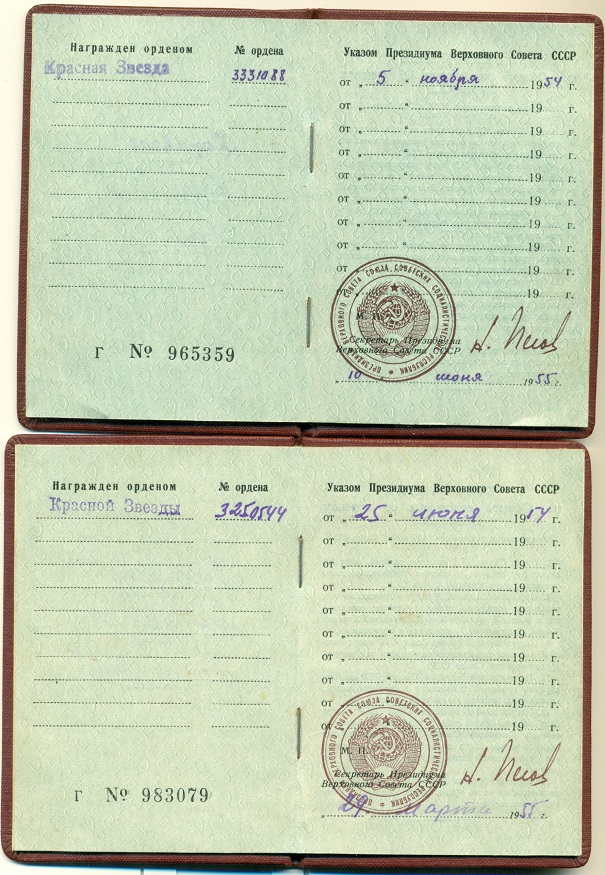 Награжден орденом № ордена
Красная Звезда 3331088
г № 965359
Указом Президиума Верховного Совета СССР
от „ 5 “ ноября 1954 г.
от „ “ 19 г.
от „ “ 19 г.
от „ “ 19 г.
от „ “ 19 г.
от „ “ 19 г.
от „ “ 19 г.
от „ “ 19 г.
от 19 г.
19 г.
М. П.
Секретарь Президиума
Верховного Совета СССР
„ 10 июня 1955 г.
Награжден орденом № ордена
Красной Звезды 3250544
г № 983079
Указом Президиума Верховного Совета СССР
от „ 25 “ июня 1954 г.
от „ “ 19 г.
от „ “ 19 г.
от „ “ 19 г.
от „ “ 19 г.
от „ “ 19 г.
от „ “ 19 г.
от „ “ 19 г.
от 19 г.
19 г.
М. П.
Секретарь Президиума
Верховного Совета СССР
„ 29 марта 1955 г.